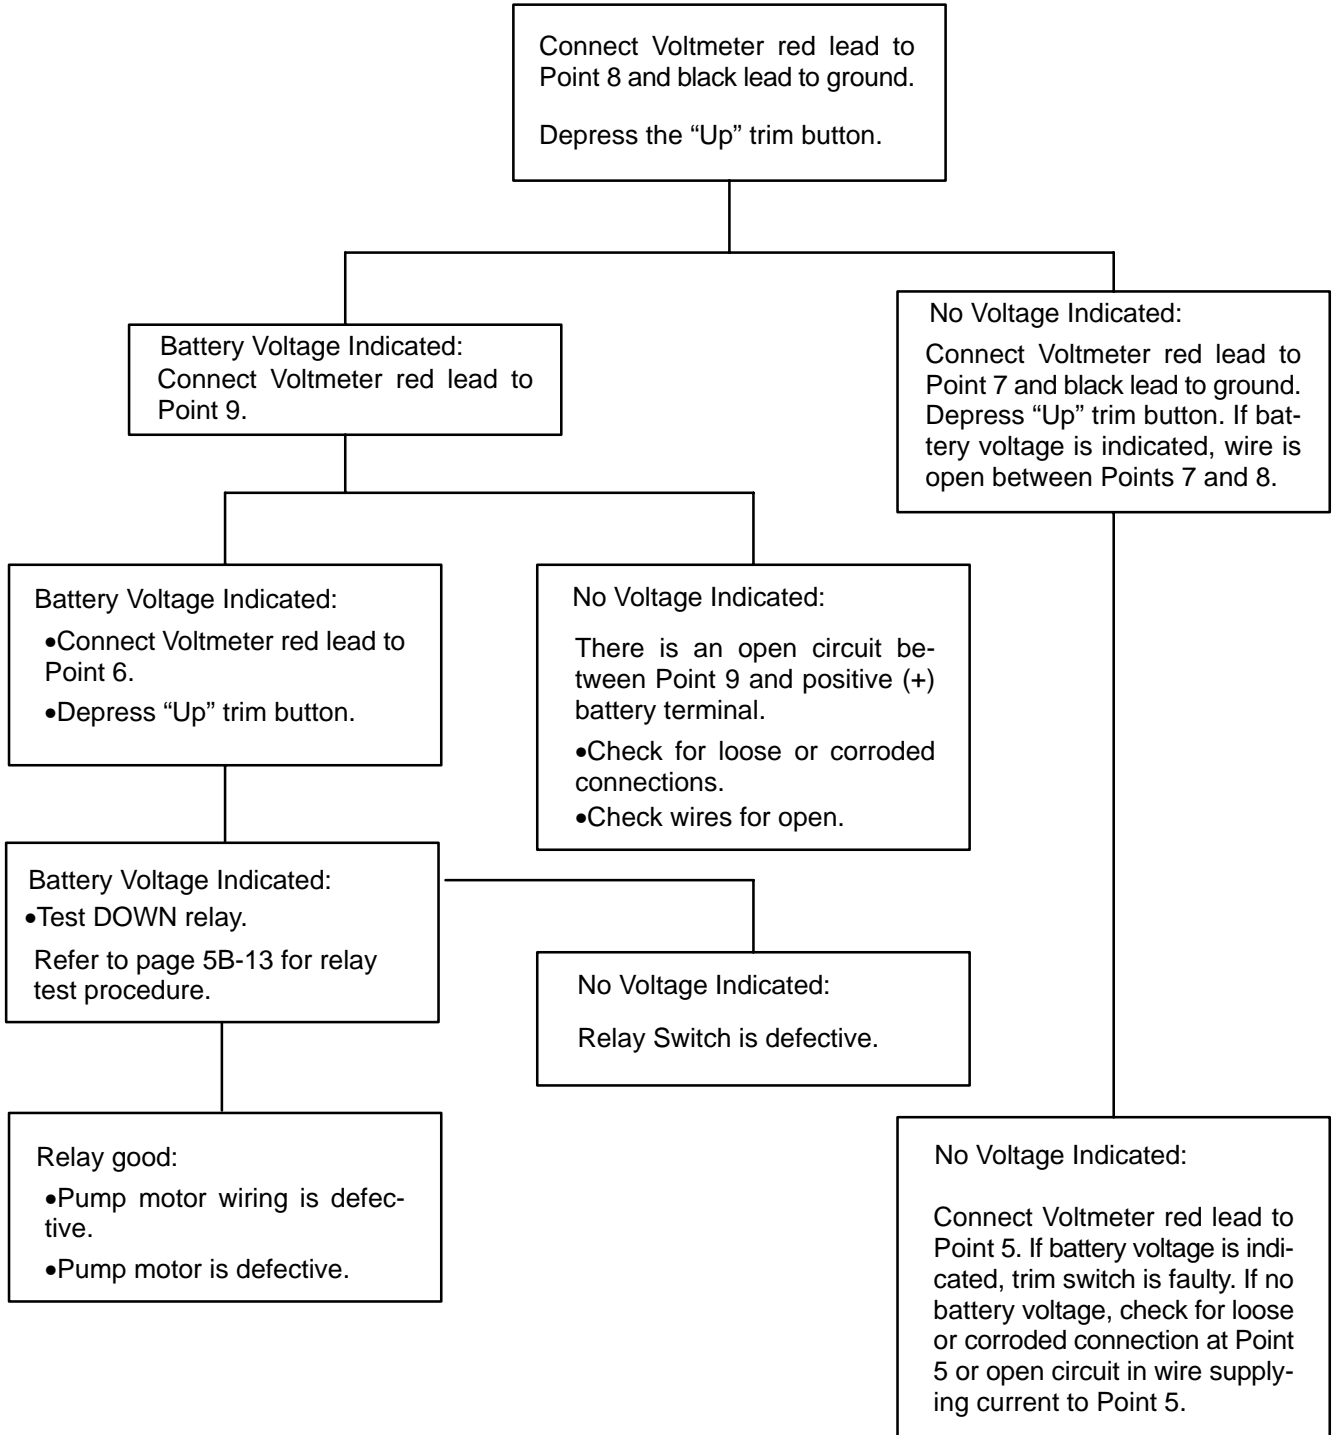 Connect Voltmeter red lead to
Point 8 and black lead to ground.
Depress the “Up” trim button.
Battery Voltage Indicated:
Connect Voltmeter red lead to
Point 9.
No Voltage Indicated:
Connect Voltmeter red lead to
Point 7 and black lead to ground.
Depress “Up” trim button. If bat-
tery voltage is indicated, wire is
open between Points 7 and 8.
Battery Voltage Indicated:
•Connect Voltmeter red lead to
Point 6.
•Depress “Up” trim button.
No Voltage Indicated:
There is an open circuit be-
tween Point 9 and positive (+)
battery terminal.
•Check for loose or corroded
connections.
•Check wires for open.
Battery Voltage Indicated:
•Test DOWN relay.
Refer to page 5B-13 for relay
test procedure.
No Voltage Indicated:
Relay Switch is defective.
Relay good:
•Pump motor wiring is defec-
tive.
•Pump motor is defective.
No Voltage Indicated:
Connect Voltmeter red lead to
Point 5. If battery voltage is indi-
cated, trim switch is faulty. If no
battery voltage, check for loose
or corroded connection at Point
5 or open circuit in wire supply-
ing current to Point 5.